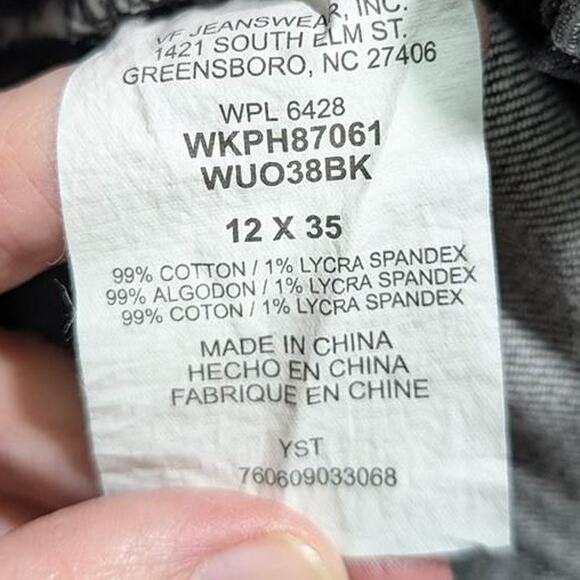 VF JEANSWEAR, INC.
1421 SOUTH ELM ST.
GREENSBORO, NC 27406
WPL 6428
WKPH87061
WUO38BK
12 X 35
99% COTTON / 1% LYCRA SPANDEX
99% ALGODON / 1% LYCRA SPANDEX
99% COTON / 1% LYCRA SPANDEX
MADE IN CHINA
HECHO EN CHINA
FABRIQUE EN CHINE
YST
760609033068